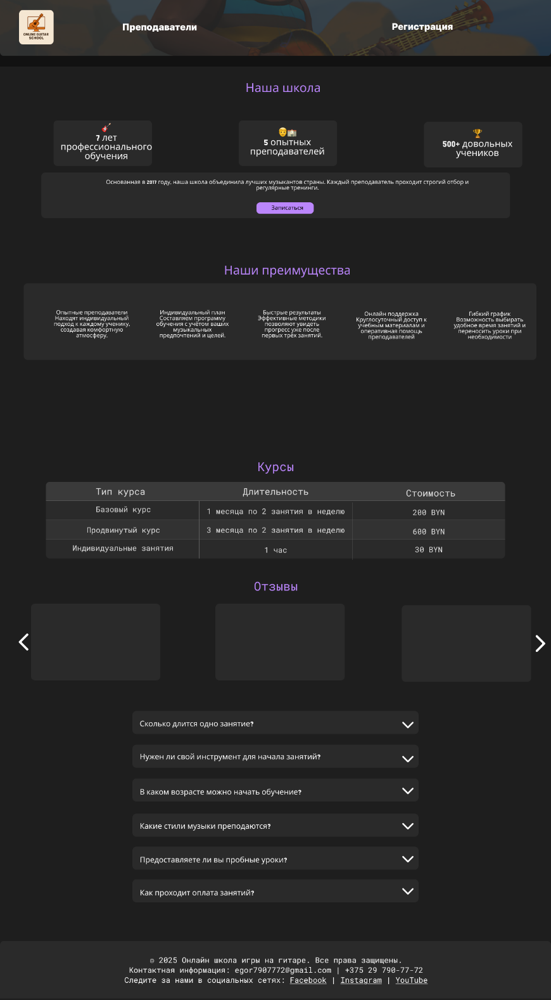 ONLINE GUITAR
SCHOOL
Преподаватели
Регистрация
Наша школа
7 лет
профессионального
обучения
5 опытных
преподавателей
500+ довольных
учеников
Основанная в 2017 году, наша школа объединила лучших музыкантов страны. Каждый преподаватель проходит строгий отбор и
регулярные тренинги.
Записаться
Наши преимущества
Опытные преподаватели
Находят индивидуальный
подход к каждому ученику,
создавая комфортную
атмосферу.
Индивидуальный план
Составляем программу
обучения с учётом ваших
музыкальных
предпочтений и целей.
Быстрые результаты
Эффективные методики
позволяют увидеть
прогресс уже после
первых трёх занятий.
Онлайн поддержка
Круглосуточный доступ к
учебным материалам и
оперативная помощь
преподавателей
Гибкий график
Возможность выбирать
удобное время занятий и
переносить уроки при
необходимости
Курсы
Тип курса
Длительность
Стоимость
Базовый курс
1 месяца по 2 занятия в неделю
200 BYN
Продвинутый курс
3 месяца по 2 занятия в неделю
600 BYN
Индивидуальные занятия
1 час
30 BYN
Отзывы
Сколько длится одно занятие?
Нужен ли свой инструмент для начала занятий?
В каком возрасте можно начать обучение?
Какие стили музыки преподаются?
Предоставляете ли вы пробные уроки?
Как проходит оплата занятий?
© 2025 Онлайн школа игры на гитаре. Все права защищены.
Контактная информация: egor7907772@gmail.com | +375 29 790-77-72
Следите за нами в социальных сетях: Facebook | Instagram | YouTube